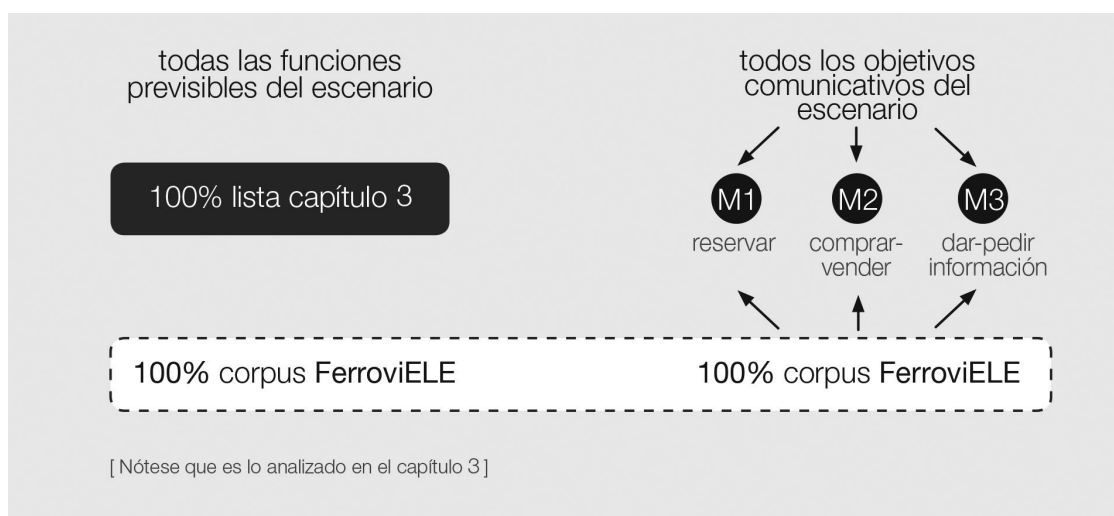 todas las funciones
previsibles del escenario
100% lista capítulo 3
todos los objetivos
comunicativos del
escenario
M1
M2
M3
reservar
comprar-
vender
dar-pedir
información
100% corpus FerroviELE
100% corpus FerroviELE
[ Nótese que es lo analizado en el capítulo 3 ]